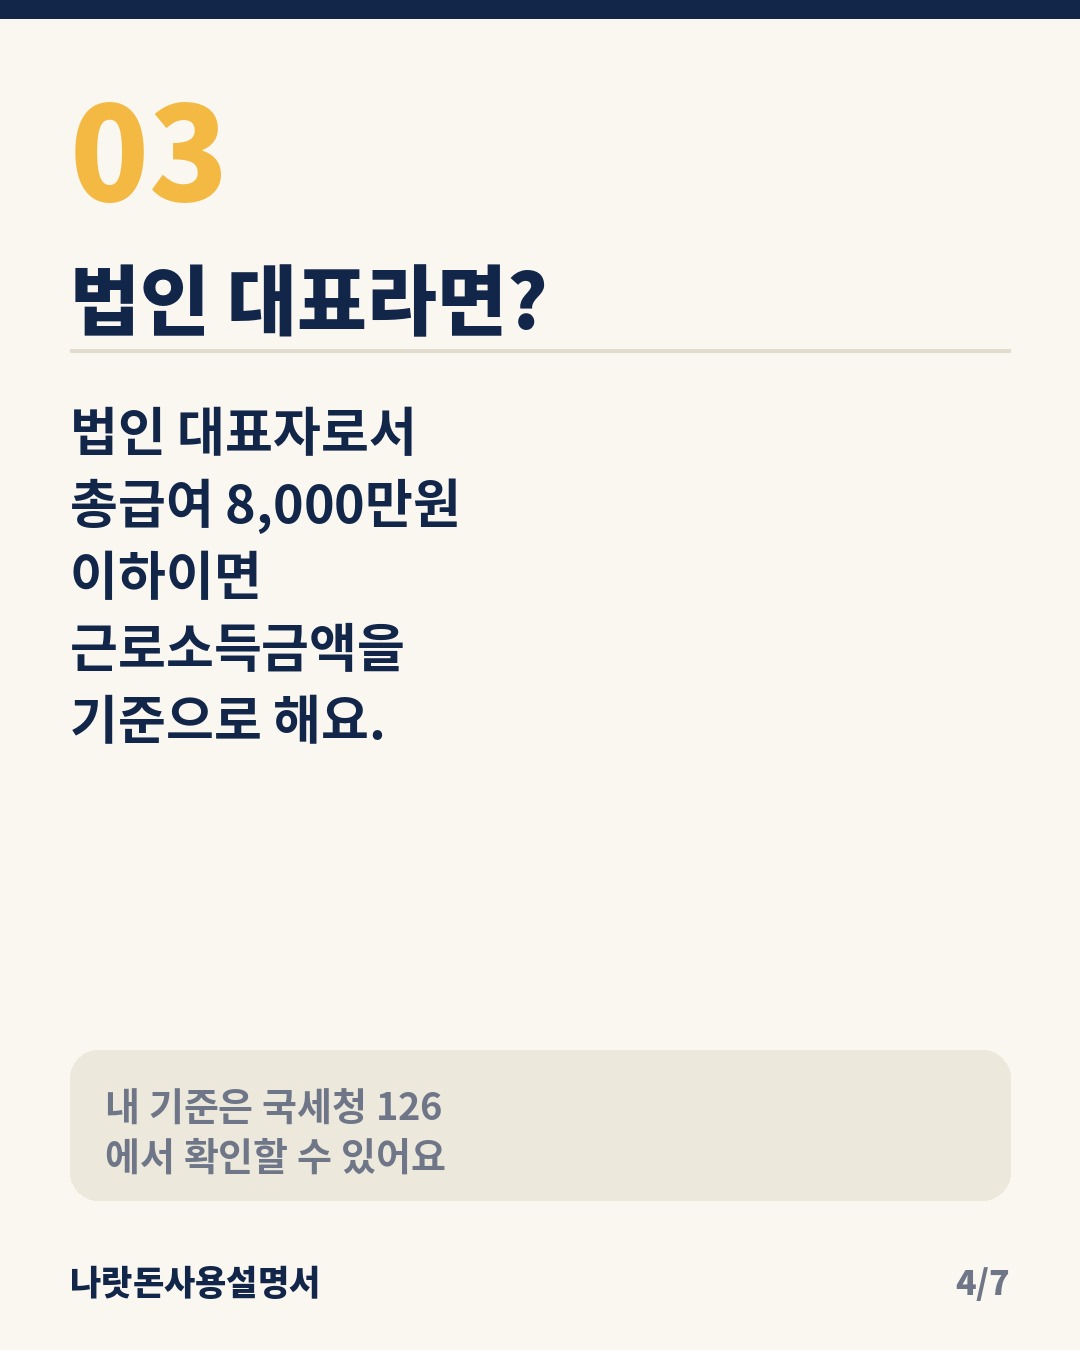 03
법인 대표라면?
법인 대표자로서
총급여 8,000만원
이하이면
근로소득금액을
기준으로 해요.
내 기준은 국세청 126
에서 확인할 수 있어요
나랏돈사용설명서
4/7